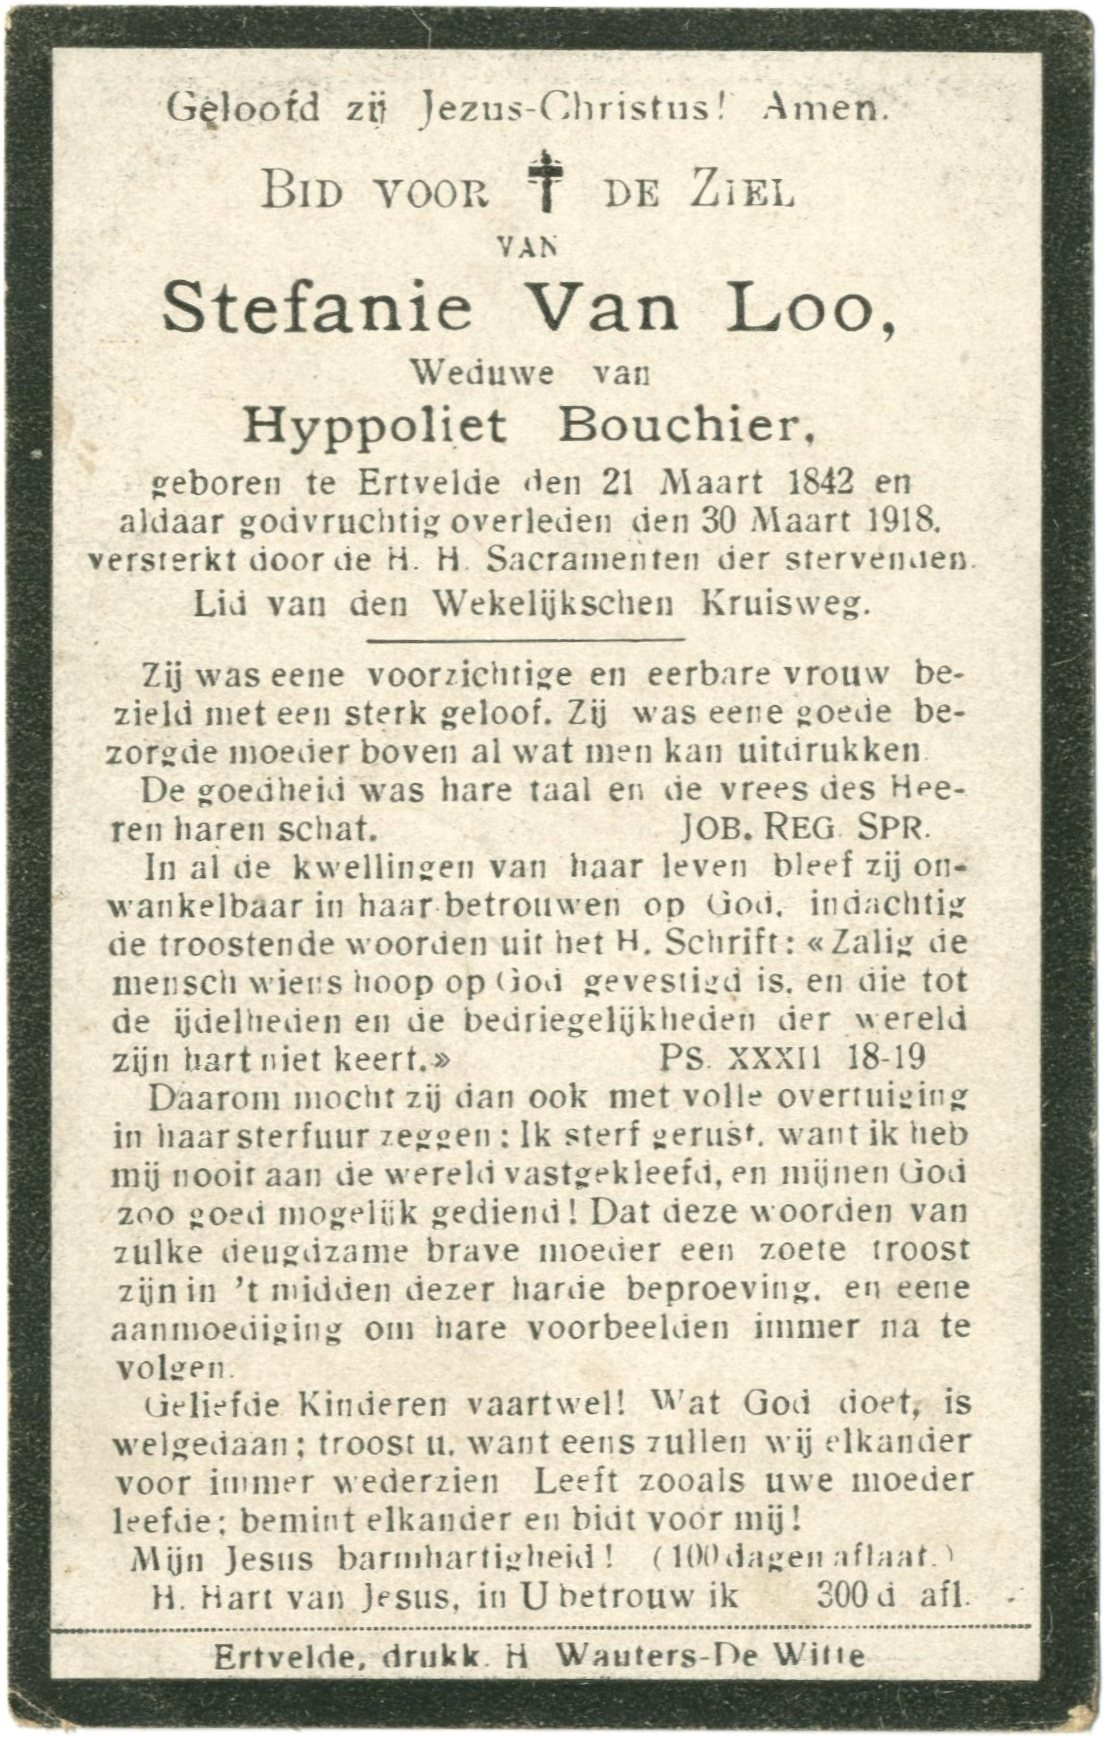 Geloofd zij Jezus-Christus! Amen.
BID VOOR DE ZIEL
VAN
Stefanie Van Loo,
Weduwe van
Hyppoliet Bouchier,
geboren te Ertvelde den 21 Maart 1842 en
aldaar godvruchtig overleden den 30 Maart 1918,
versterkt door de H. H. Sacramenten der stervenden.
Lid van den Wekelijkschen Kruisweg.
Zij was eene voorzichtige en eerbare vrouw be-
zield met een sterk geloof. Zij was eene goede be-
zorgde moeder boven al wat men kan uitdrukken.
De goedheid was hare taal en de vrees des Hee-
ren haren schat. JOB. REG. SPR.
In al de kwellingen van haar leven bleef zij on-
wankelbaar in haar betrouwen op God, indachtig
de troostende woorden uit het H. Schrift: «Zalig de
mensch wiens hoop op God gevestigd is, en die tot
de ijdelheden en de bedriegelijkheden der wereld
zijn hart niet keert.» PS. XXXII 18-19
Daarom mocht zij dan ook met volle overtuiging
in haar sterfuur zeggen: Ik sterf gerust, want ik heb
mij nooit aan de wereld vastgekleefd, en mijnen God
zoo goed mogelijk gediend! Dat deze woorden van
zulke deugdzame brave moeder een zoete troost
zijn in 't midden dezer harde beproeving, en eene
aanmoediging om hare voorbeelden immer na te
volgen.
Geliefde Kinderen vaartwel! Wat God doet, is
welgedaan; troost u, want eens zullen wij elkander
voor immer wederzien Leeft zooals uwe moeder
leefde; bemint elkander en bidt voor mij!
Mijn Jesus barmhartigheid! (100 dagen aflaat.)
H. Hart van Jesus, in U betrouw ik 300 d afl.
Ertvelde, drukk. H Wauters-De Witte